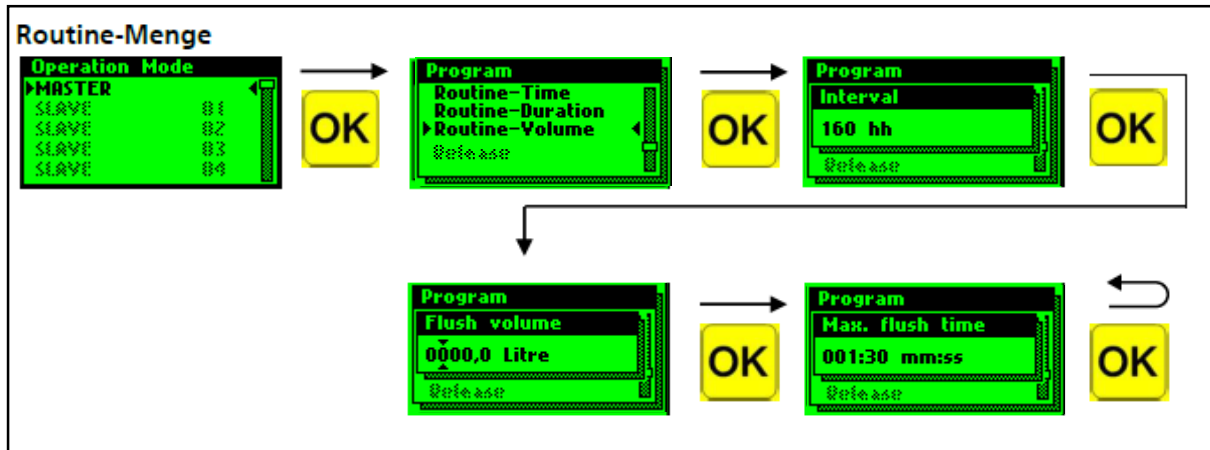 Routine-Menge
Operation Mode
MASTER
SLAVE 01
SLAVE 02
SLAVE 03
SLAVE 04
OK
Program
Routine-Time
Routine-Duration
Routine-Volume
Release
OK
Program
Interval
160 hh
Release
OK
Program
Flush volume
0000,0 Litre
Release
OK
Program
Max. flush time
001:30 mm:ss
Release
OK